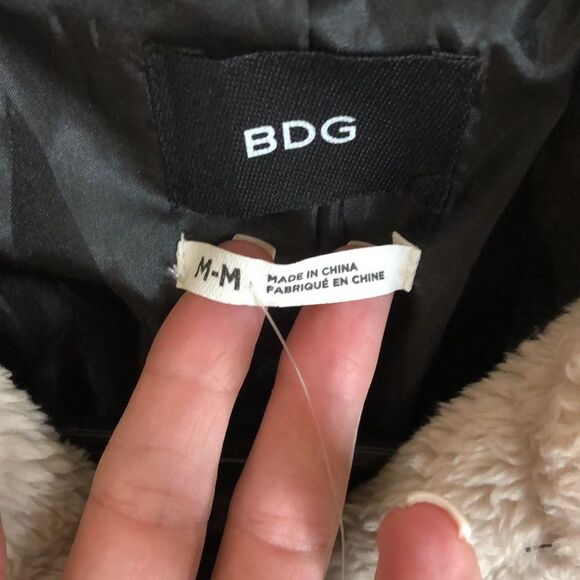 BDG
M-M
MADE IN CHINA
FABRIQUÉ EN CHINE